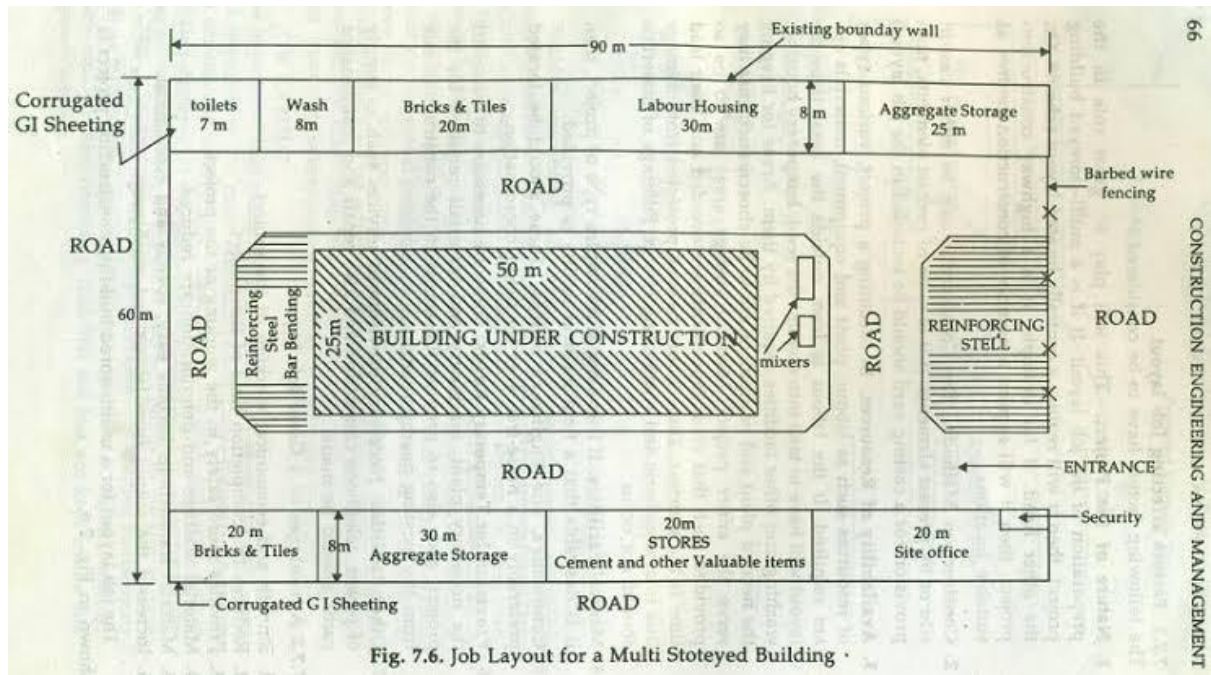 66
CONSTRUCTION ENGINEERING AND MANAGEMENT
90 m
Existing bounday wall
Corrugated
GI Sheeting
toilets
7 m
Wash
8m
Bricks & Tiles
20m
Labour Housing
30m
8 m
Aggregate Storage
25 m
ROAD
Barbed wire
fencing
ROAD
60 m
ROAD
Reinforcing
Steel
Bar Bending
50 m
25m
BUILDING UNDER CONSTRUCTION
mixers
ROAD
REINFORCING
STELL
ROAD
ROAD
ENTRANCE
20 m
Bricks & Tiles
8m
30 m
Aggregate Storage
20m
STORES
Cement and other Valuable items
20 m
Site office
Security
Corrugated G I Sheeting
ROAD
Fig. 7.6. Job Layout for a Multi Stoteyed Building